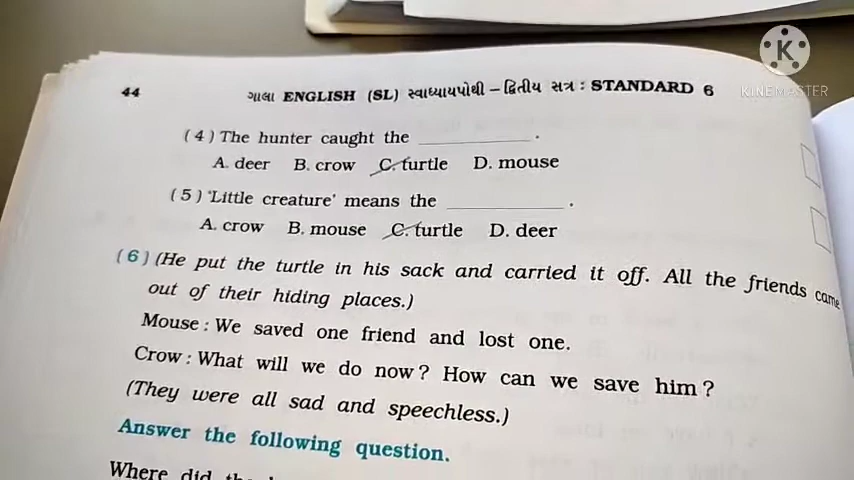 K
KINEMASTER
44 ગાલા ENGLISH (SL) સ્વાધ્યાયપોથી – દ્વિતીય સત્ર : STANDARD 6
(4) The hunter caught the ____________ .
A. deer B. crow C. turtle D. mouse
(5) 'Little creature' means the ____________ .
A. crow B. mouse C. turtle D. deer
(6) (He put the turtle in his sack and carried it off. All the friends came
out of their hiding places.)
Mouse : We saved one friend and lost one.
Crow : What will we do now? How can we save him?
(They were all sad and speechless.)
Answer the following question.
Where did